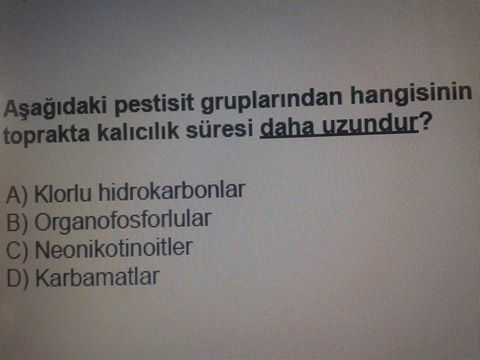 Aşağıdaki pestisit gruplarından hangisinin
toprakta kalıcılık süresi daha uzundur?
A) Klorlu hidrokarbonlar
B) Organofosforlular
C) Neonikotinoitler
D) Karbamatlar